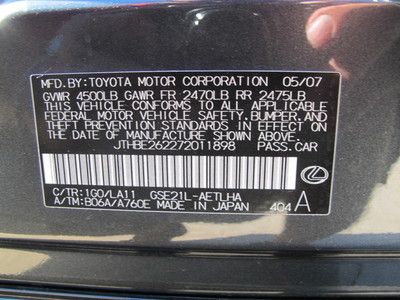 MFD.BY:TOYOTA MOTOR CORPORATION 05/07
GVWR 4500LB GAWR FR 2470LB RR 2475LB
THIS VEHICLE CONFORMS TO ALL APPLICABLE
FEDERAL MOTOR VEHICLE SAFETY,BUMPER,AND
THEFT PREVENTION STANDARDS IN EFFECT ON
THE DATE OF MANUFACTURE SHOWN ABOVE.
JTHBE262272011898 PASS.CAR
C/TR:1G0/LA11 GSE21L-AETLHA
A/TM:B06A/A760E MADE IN JAPAN 404 A